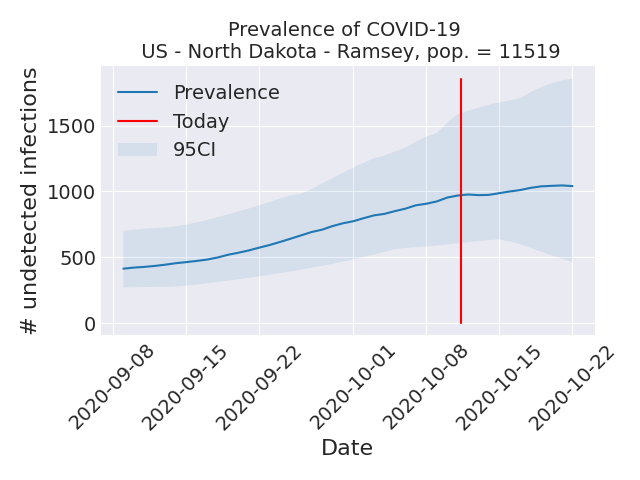 Prevalence of COVID-19
US - North Dakota - Ramsey, pop. = 11519
Prevalence
Today
95CI
# undetected infections
1500
1000
500
0
2020-09-08
2020-09-15
2020-09-22
2020-10-01
2020-10-08
2020-10-15
2020-10-22
Date